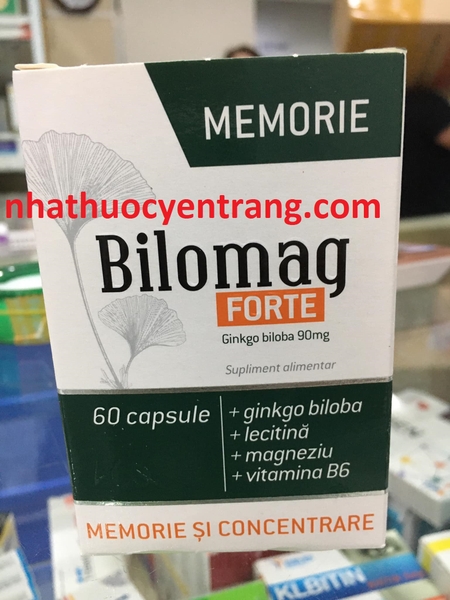 MEMORIE
nhathuocyentrang.com
Bilomag
FORTE
Ginkgo biloba 90mg
Supliment alimentar
60 capsule
+ ginkgo biloba
+ lecitină
+ magneziu
+ vitamina B6
MEMORIE ȘI CONCENTRARE
KLBITIN